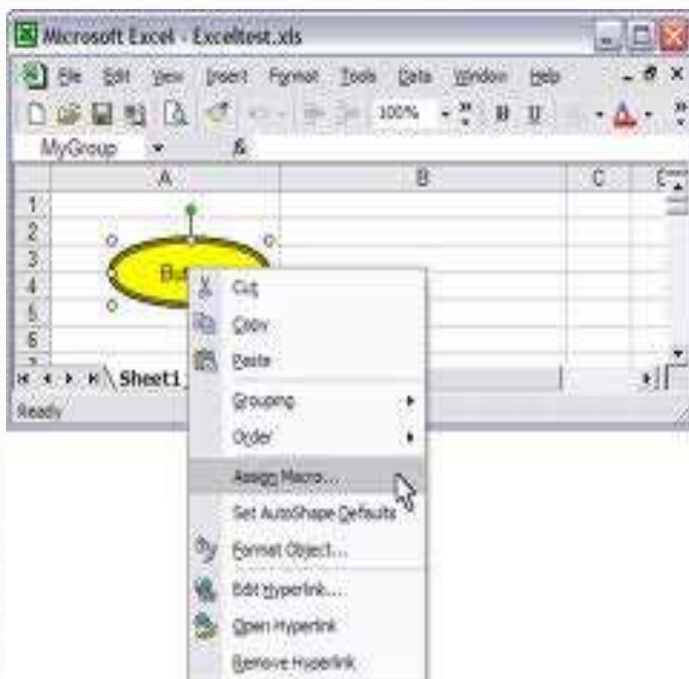 Microsoft Excel - Exceltest.xls
File Edit View Insert Format Tools Data Window Help
100% B U A
MyGroup fx
A B C
1
2
3
4
5
6
Sheet1
Ready
Cut
Copy
Paste
Grouping
Order
Assign Macro...
Set AutoShape Defaults
Format Object...
Edit Hyperlink...
Open Hyperlink
Remove Hyperlink